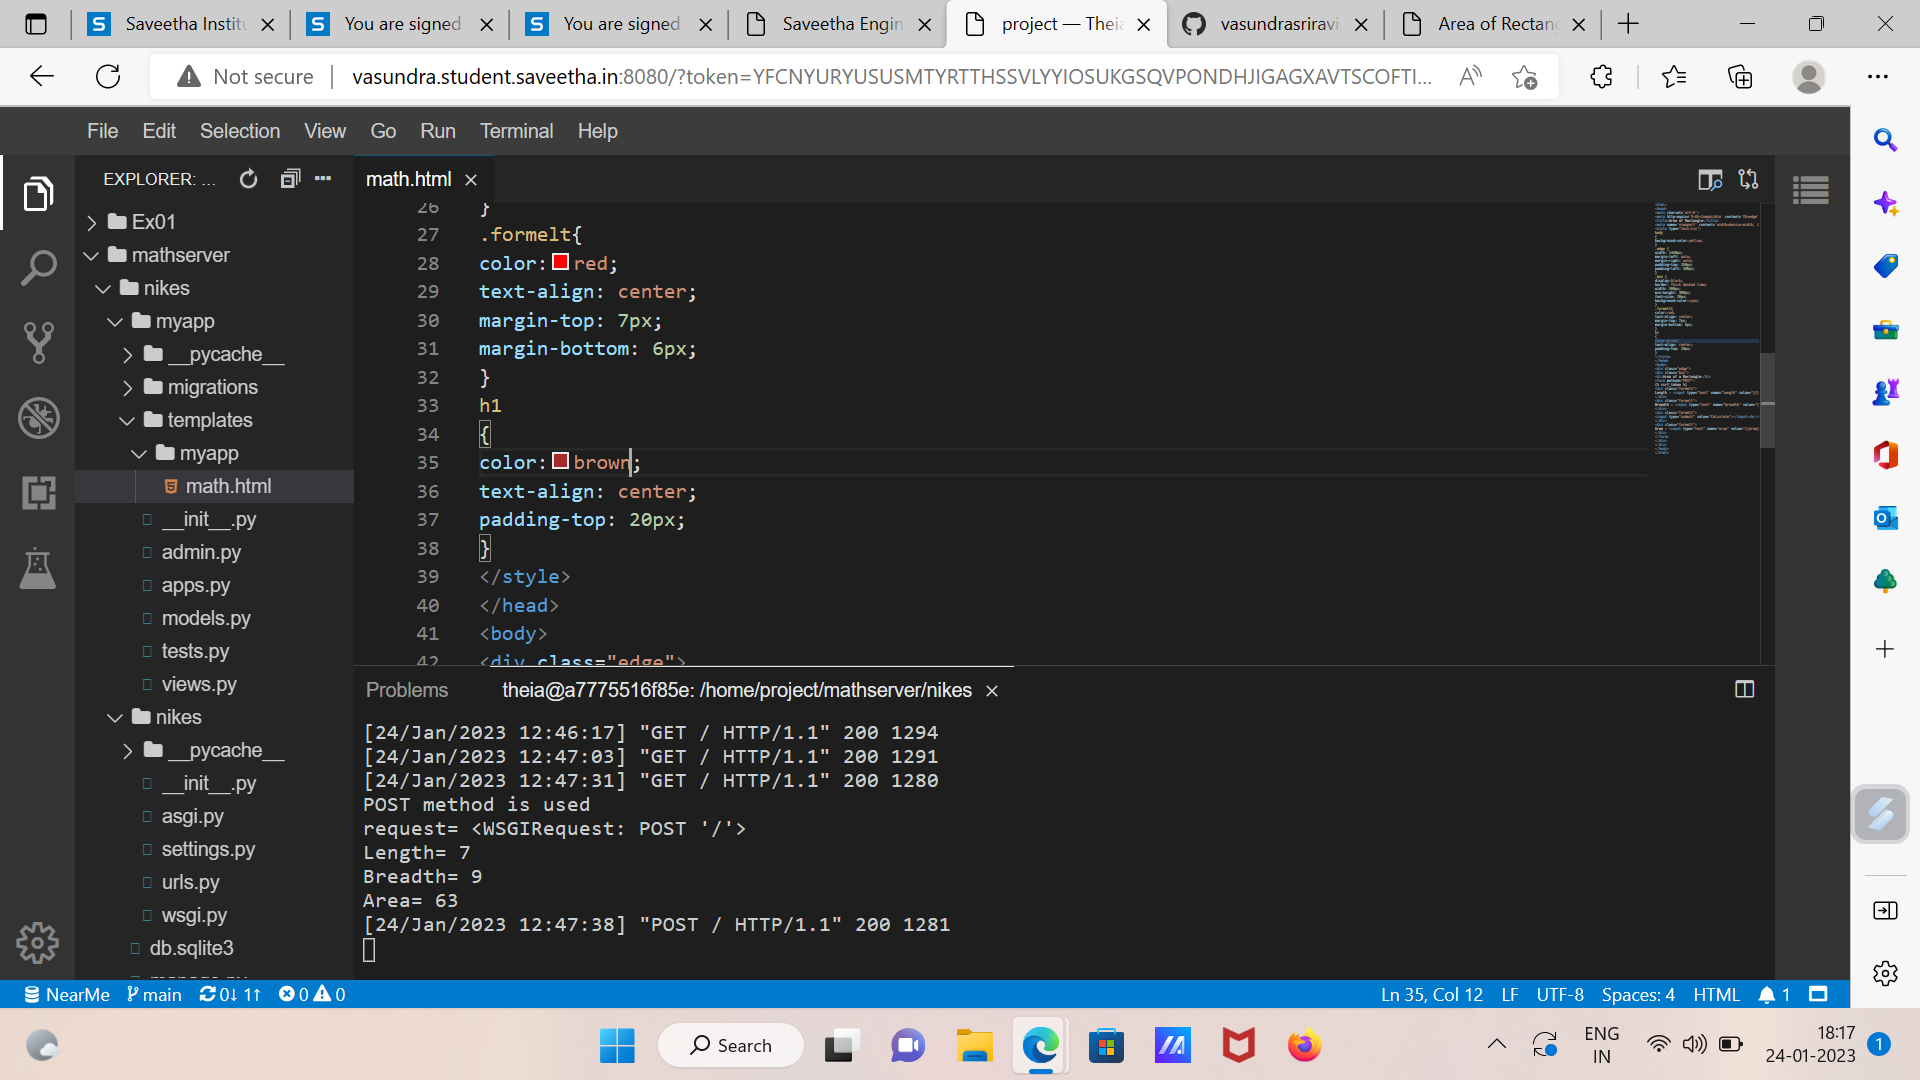 Saveetha Instit
You are signed
You are signed
Saveetha Engin
project — Theia
vasundrasriravi
Area of Rectang
Not secure
vasundra.student.saveetha.in:8080/?token=YFCNYURYUSUSMTYRTTHSSVLYYIOSUKGSQVPONDHJIGAGXAVTSCOFTI...
File Edit Selection View Go Run Terminal Help
EXPLORER: ...
Ex01
mathserver
nikes
myapp
__pycache__
migrations
templates
myapp
math.html
__init__.py
admin.py
apps.py
models.py
tests.py
views.py
nikes
__pycache__
__init__.py
asgi.py
settings.py
urls.py
wsgi.py
db.sqlite3
math.html
26 }
27 .formelt{
28 color: red;
29 text-align: center;
30 margin-top: 7px;
31 margin-bottom: 6px;
32 }
33 h1
34 {
35 color: brown;
36 text-align: center;
37 padding-top: 20px;
38 }
39 </style>
40 </head>
41 <body>
42 <div class="edge">
Problems
theia@a7775516f85e: /home/project/mathserver/nikes
[24/Jan/2023 12:46:17] "GET / HTTP/1.1" 200 1294
[24/Jan/2023 12:47:03] "GET / HTTP/1.1" 200 1291
[24/Jan/2023 12:47:31] "GET / HTTP/1.1" 200 1280
POST method is used
request= <WSGIRequest: POST '/'>
Length= 7
Breadth= 9
Area= 63
[24/Jan/2023 12:47:38] "POST / HTTP/1.1" 200 1281
NearMe main 0↓ 1↑ 0 0
Ln 35, Col 12 LF UTF-8 Spaces: 4 HTML 1
Search
ENG
IN
18:17
24-01-2023
1